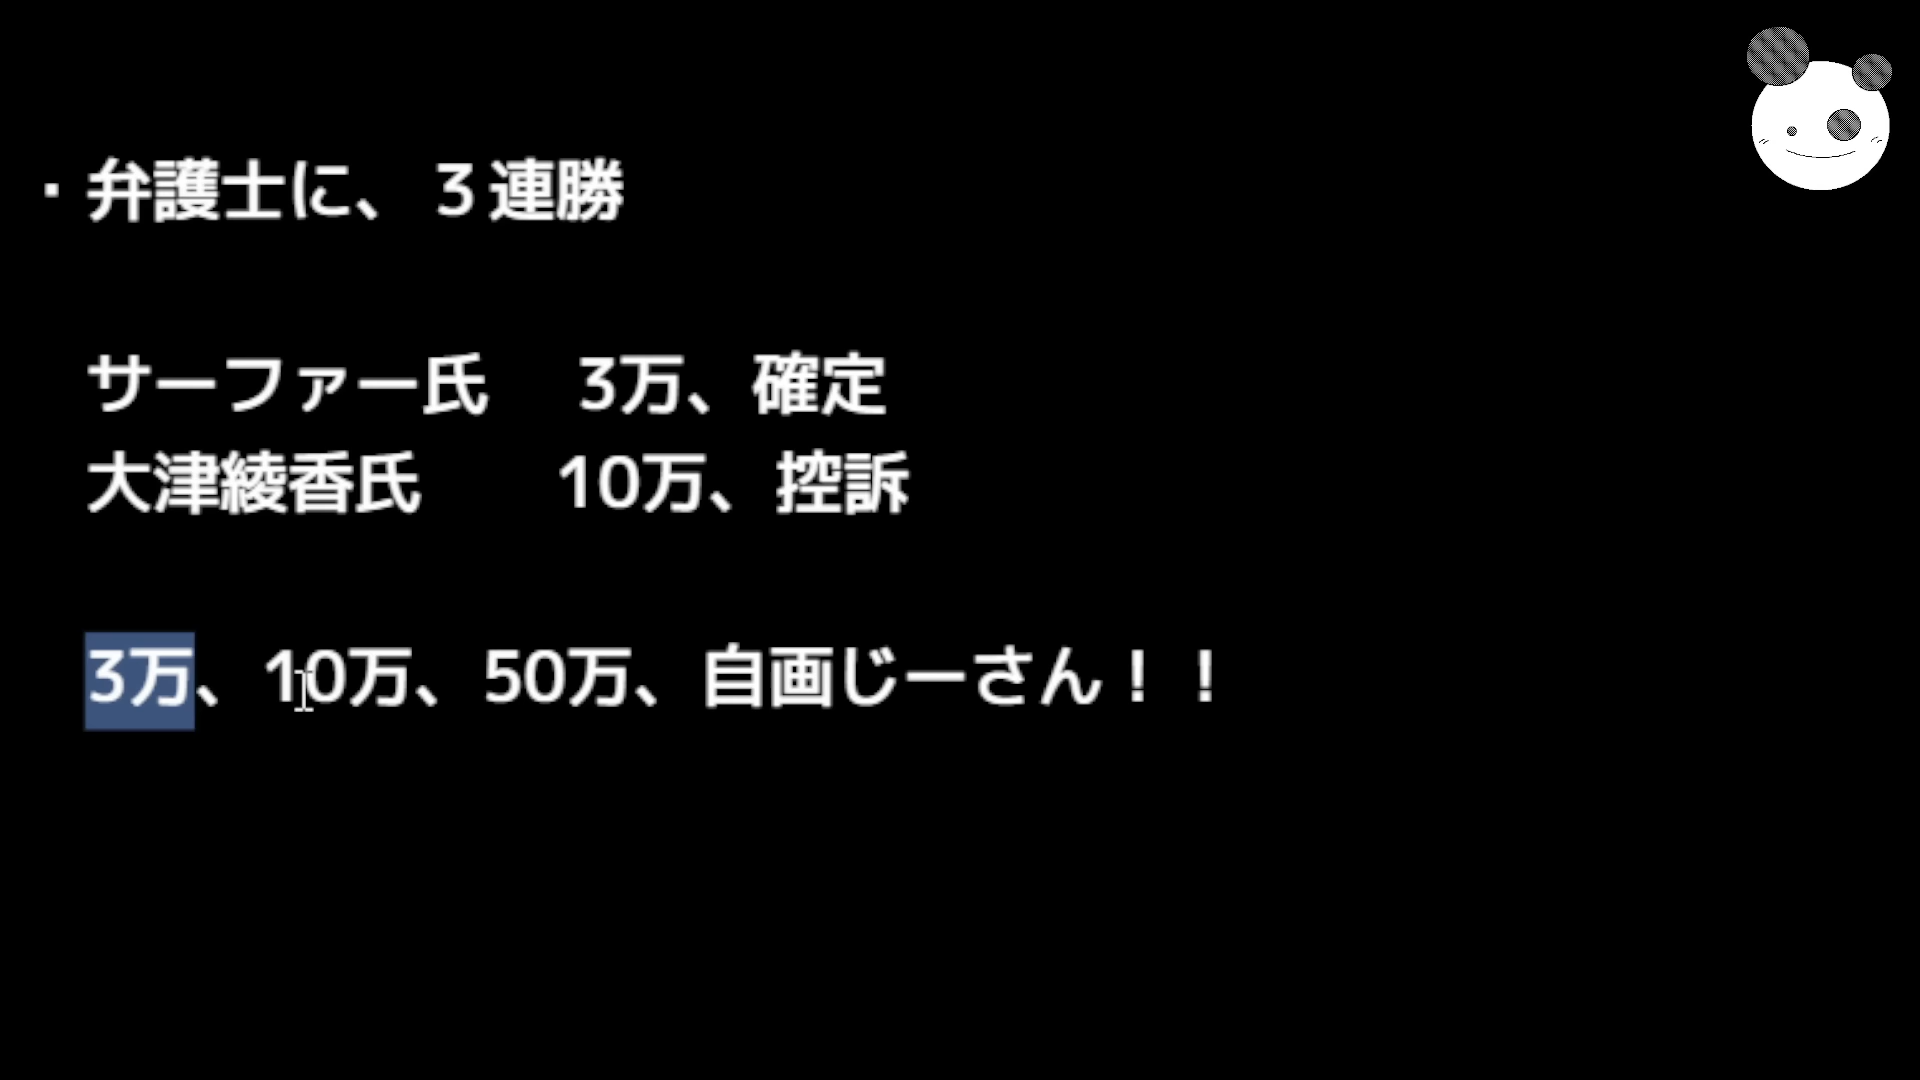 ・弁護士に、３連勝
サーファー氏　3万、確定
大津綾香氏　　10万、控訴
3万、10万、50万、自画じーさん！！